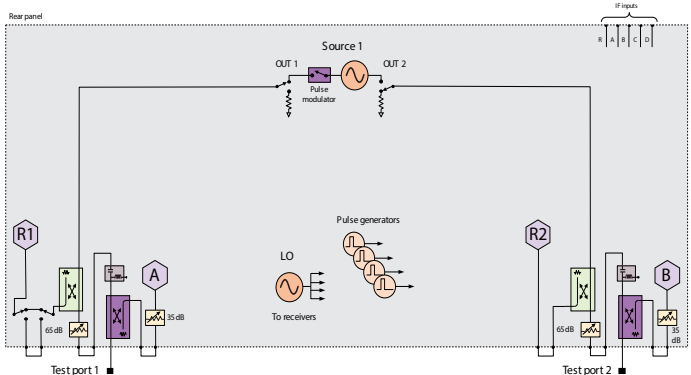 IF inputs
Rear panel
R A B C D
Source 1
OUT 1
OUT 2
Pulse
modulator
Pulse generators
R1
R2
LO
A
B
65 dB
35 dB
To receivers
65 dB
35
dB
Test port 1
Test port 2